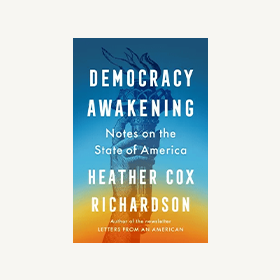 DEMOCRACY
AWAKENING
Notes on the
State of America
HEATHER COX
RICHARDSON
Author of the newsletter
LETTERS FROM AN AMERICAN